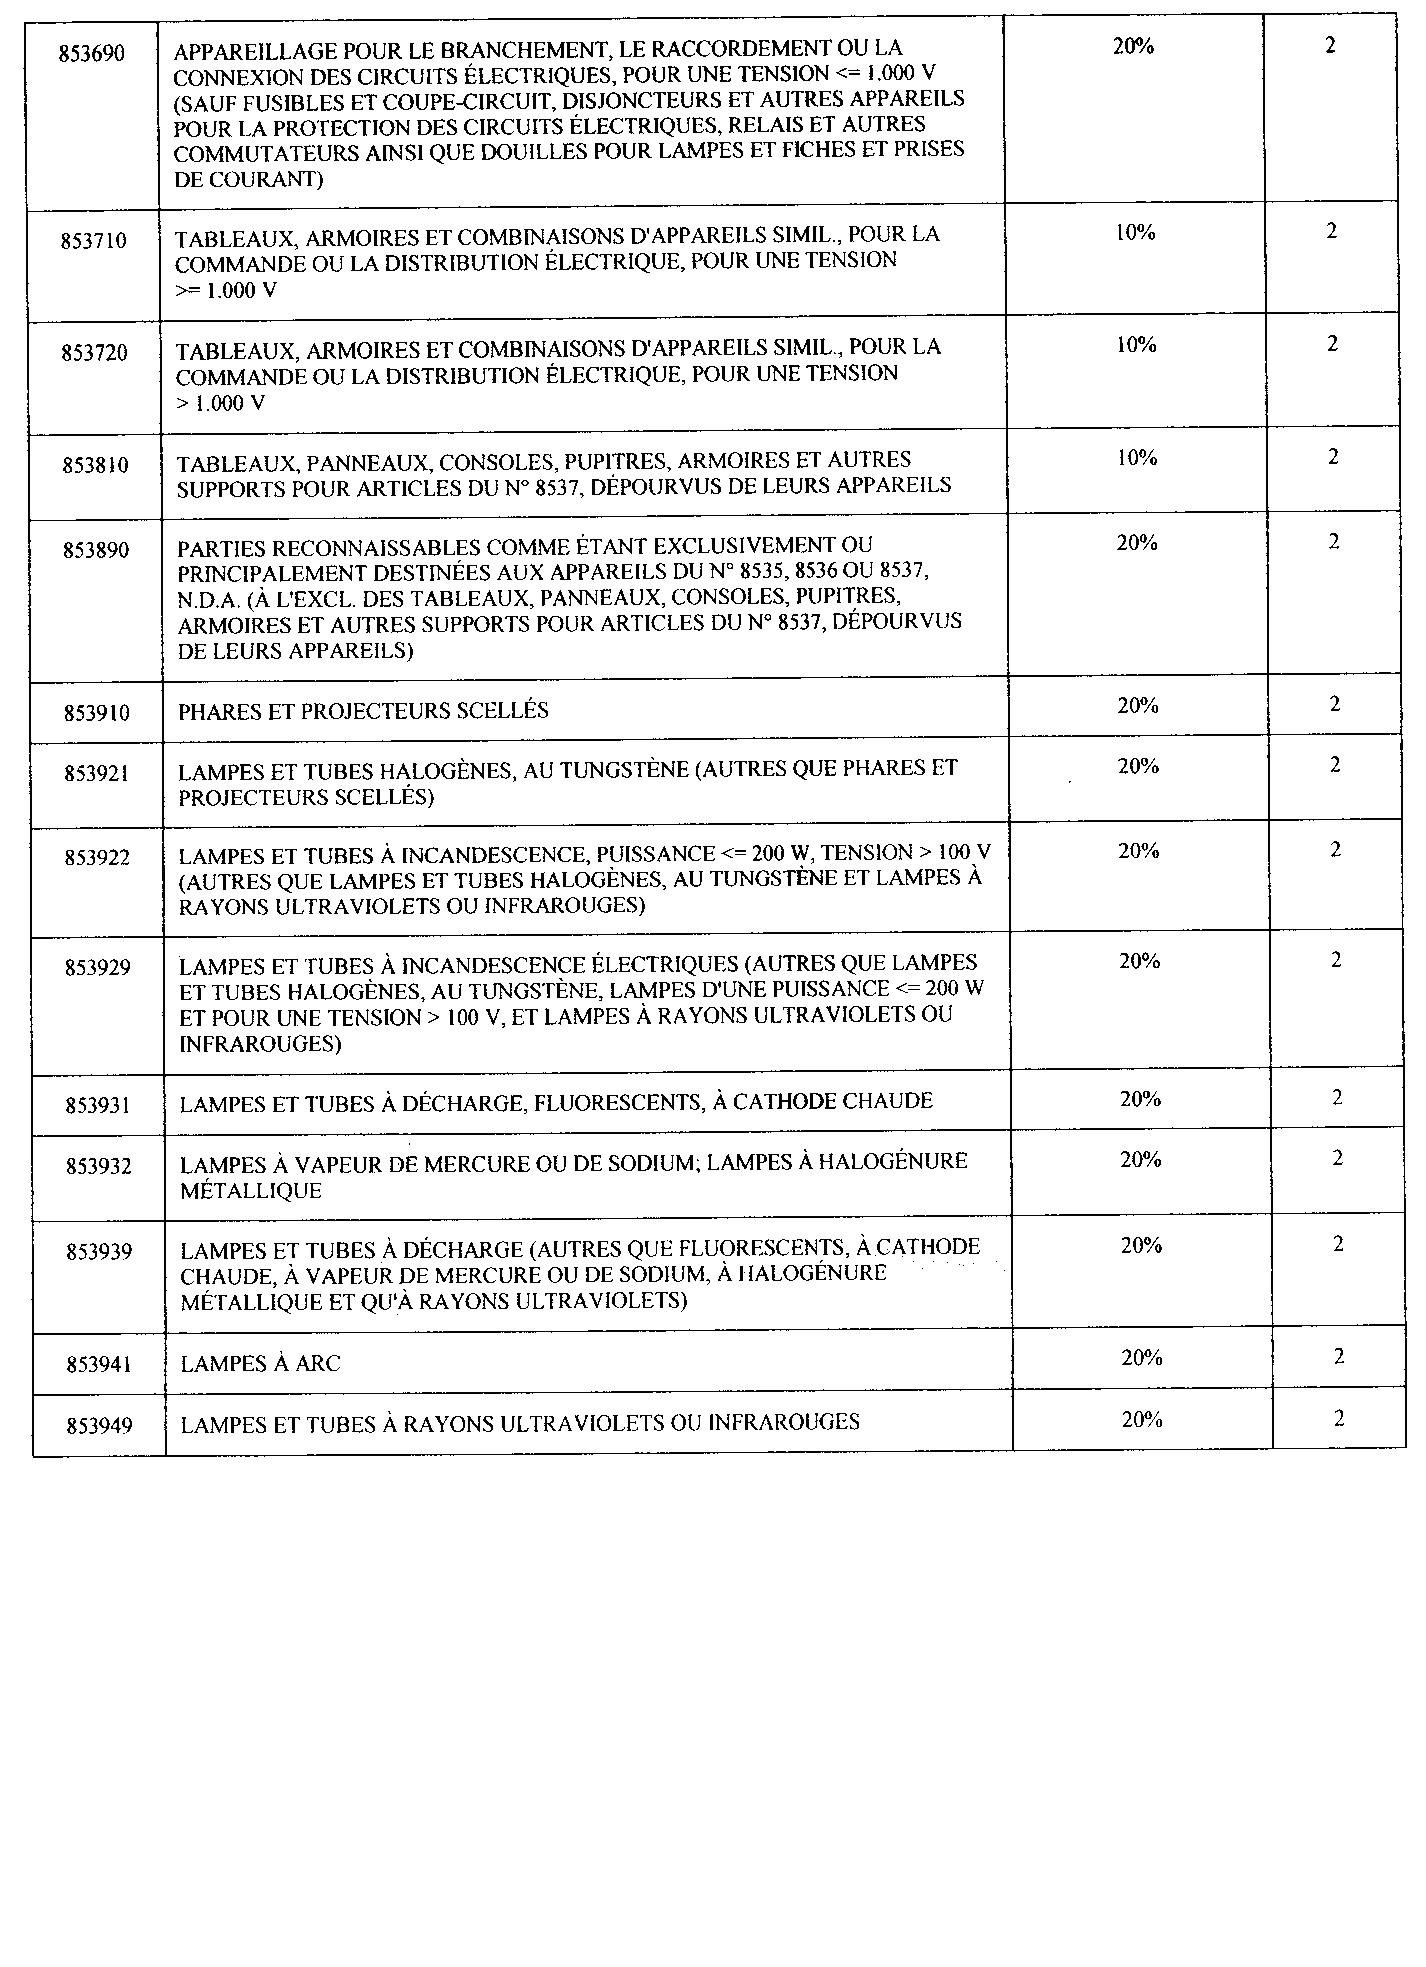 853690 APPAREILLAGE POUR LE BRANCHEMENT, LE RACCORDEMENT OU LA 20% 2
CONNEXION DES CIRCUITS ÉLECTRIQUES, POUR UNE TENSION <= 1.000 V
(SAUF FUSIBLES ET COUPE-CIRCUIT, DISJONCTEURS ET AUTRES APPAREILS
POUR LA PROTECTION DES CIRCUITS ÉLECTRIQUES, RELAIS ET AUTRES
COMMUTATEURS AINSI QUE DOUILLES POUR LAMPES ET FICHES ET PRISES
DE COURANT)
853710 TABLEAUX, ARMOIRES ET COMBINAISONS D'APPAREILS SIMIL., POUR LA 10% 2
COMMANDE OU LA DISTRIBUTION ÉLECTRIQUE, POUR UNE TENSION
>= 1.000 V
853720 TABLEAUX, ARMOIRES ET COMBINAISONS D'APPAREILS SIMIL., POUR LA 10% 2
COMMANDE OU LA DISTRIBUTION ÉLECTRIQUE, POUR UNE TENSION
> 1.000 V
853810 TABLEAUX, PANNEAUX, CONSOLES, PUPITRES, ARMOIRES ET AUTRES 10% 2
SUPPORTS POUR ARTICLES DU N° 8537, DÉPOURVUS DE LEURS APPAREILS
853890 PARTIES RECONNAISSABLES COMME ÉTANT EXCLUSIVEMENT OU 20% 2
PRINCIPALEMENT DESTINÉES AUX APPAREILS DU N° 8535, 8536 OU 8537,
N.D.A. (À L'EXCL. DES TABLEAUX, PANNEAUX, CONSOLES, PUPITRES,
ARMOIRES ET AUTRES SUPPORTS POUR ARTICLES DU N° 8537, DÉPOURVUS
DE LEURS APPAREILS)
853910 PHARES ET PROJECTEURS SCELLÉS 20% 2
853921 LAMPES ET TUBES HALOGÈNES, AU TUNGSTÈNE (AUTRES QUE PHARES ET 20% 2
PROJECTEURS SCELLÉS)
853922 LAMPES ET TUBES À INCANDESCENCE, PUISSANCE <= 200 W, TENSION > 100 V 20% 2
(AUTRES QUE LAMPES ET TUBES HALOGÈNES, AU TUNGSTÈNE ET LAMPES À
RAYONS ULTRAVIOLETS OU INFRAROUGES)
853929 LAMPES ET TUBES À INCANDESCENCE ÉLECTRIQUES (AUTRES QUE LAMPES 20% 2
ET TUBES HALOGÈNES, AU TUNGSTÈNE, LAMPES D'UNE PUISSANCE <= 200 W
ET POUR UNE TENSION > 100 V, ET LAMPES À RAYONS ULTRAVIOLETS OU
INFRAROUGES)
853931 LAMPES ET TUBES À DÉCHARGE, FLUORESCENTS, À CATHODE CHAUDE 20% 2
853932 LAMPES À VAPEUR DE MERCURE OU DE SODIUM; LAMPES À HALOGÉNURE 20% 2
MÉTALLIQUE
853939 LAMPES ET TUBES À DÉCHARGE (AUTRES QUE FLUORESCENTS, À CATHODE 20% 2
CHAUDE, À VAPEUR DE MERCURE OU DE SODIUM, À HALOGÉNURE
MÉTALLIQUE ET QU'À RAYONS ULTRAVIOLETS)
853941 LAMPES À ARC 20% 2
853949 LAMPES ET TUBES À RAYONS ULTRAVIOLETS OU INFRAROUGES 20% 2